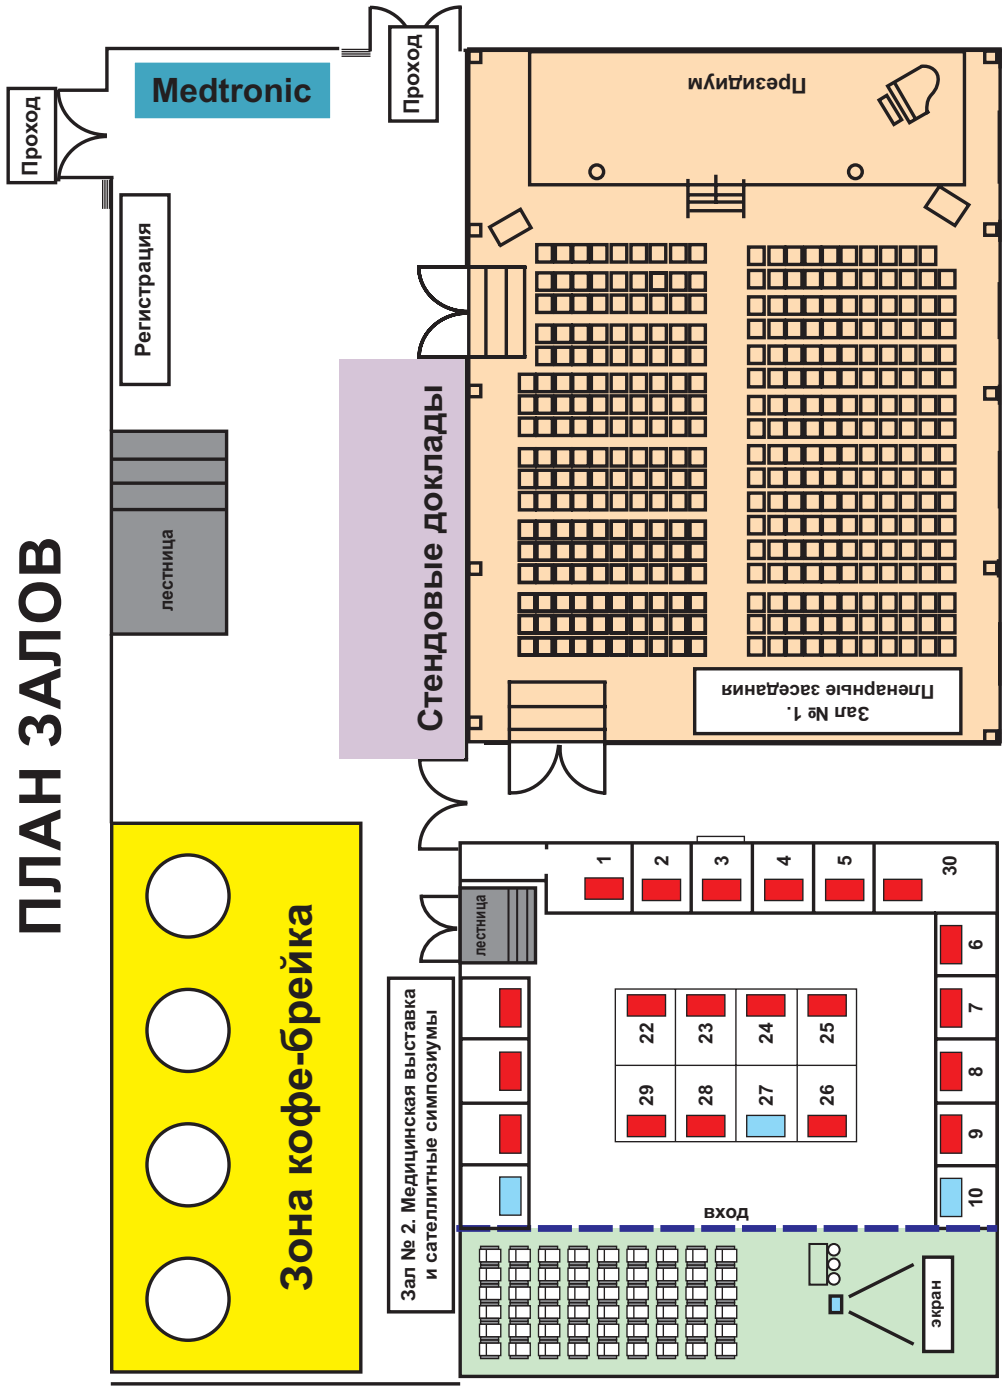 ПЛАН ЗАЛОВ
Проход
Medtronic
Проход
Регистрация
лестница
Стендовые доклады
Президиум
Зал № 1.
Пленарные заседания
Зона кофе-брейка
Зал № 2. Медицинская выставка
и сателлитные симпозиумы
лестница
1
2
3
4
5
30
6
7
8
9
10
22
23
24
25
29
28
27
26
вход
экран